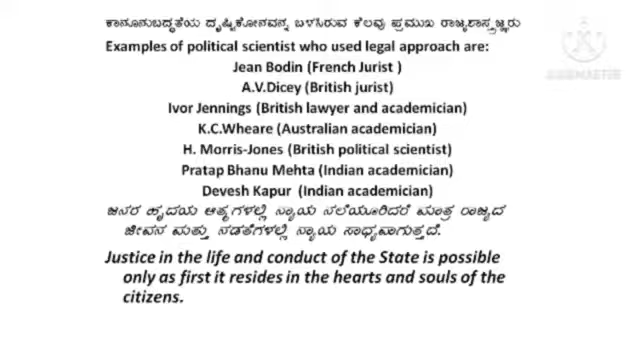 ಕಾನೂನುಬದ್ಧತೆಯ ದೃಷ್ಟಿಕೋನವನ್ನು ಬಳಸಿರುವ ಕೆಲವು ಪ್ರಮುಖ ರಾಜ್ಯಶಾಸ್ತ್ರಜ್ಞರು
Examples of political scientist who used legal approach are:
Jean Bodin (French Jurist )
A.V.Dicey (British jurist)
Ivor Jennings (British lawyer and academician)
K.C.Wheare (Australian academician)
H. Morris-Jones (British political scientist)
Pratap Bhanu Mehta (Indian academician)
Devesh Kapur (Indian academician)
ಜನರ ಹೃದಯ ಆತ್ಮಗಳಲ್ಲಿ ನ್ಯಾಯ ನೆಲೆಯೂರಿದರೆ ಮಾತ್ರ ರಾಜ್ಯದ
ಜೀವನ ಮತ್ತು ನಡತೆಗಳಲ್ಲಿ ನ್ಯಾಯ ಸಾಧ್ಯವಾಗುತ್ತದೆ.
Justice in the life and conduct of the State is possible
only as first it resides in the hearts and souls of the
citizens.